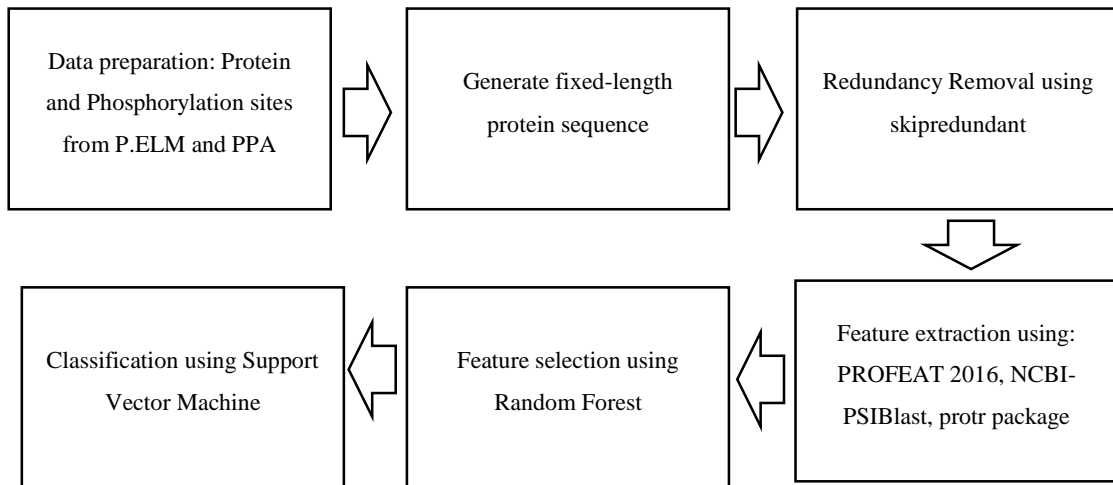 Data preparation: Protein
and Phosphorylation sites
from P.ELM and PPA
Generate fixed-length
protein sequence
Redundancy Removal using
skipredundant
Feature extraction using:
PROFEAT 2016, NCBI-
PSIBlast, protr package
Feature selection using
Random Forest
Classification using Support
Vector Machine